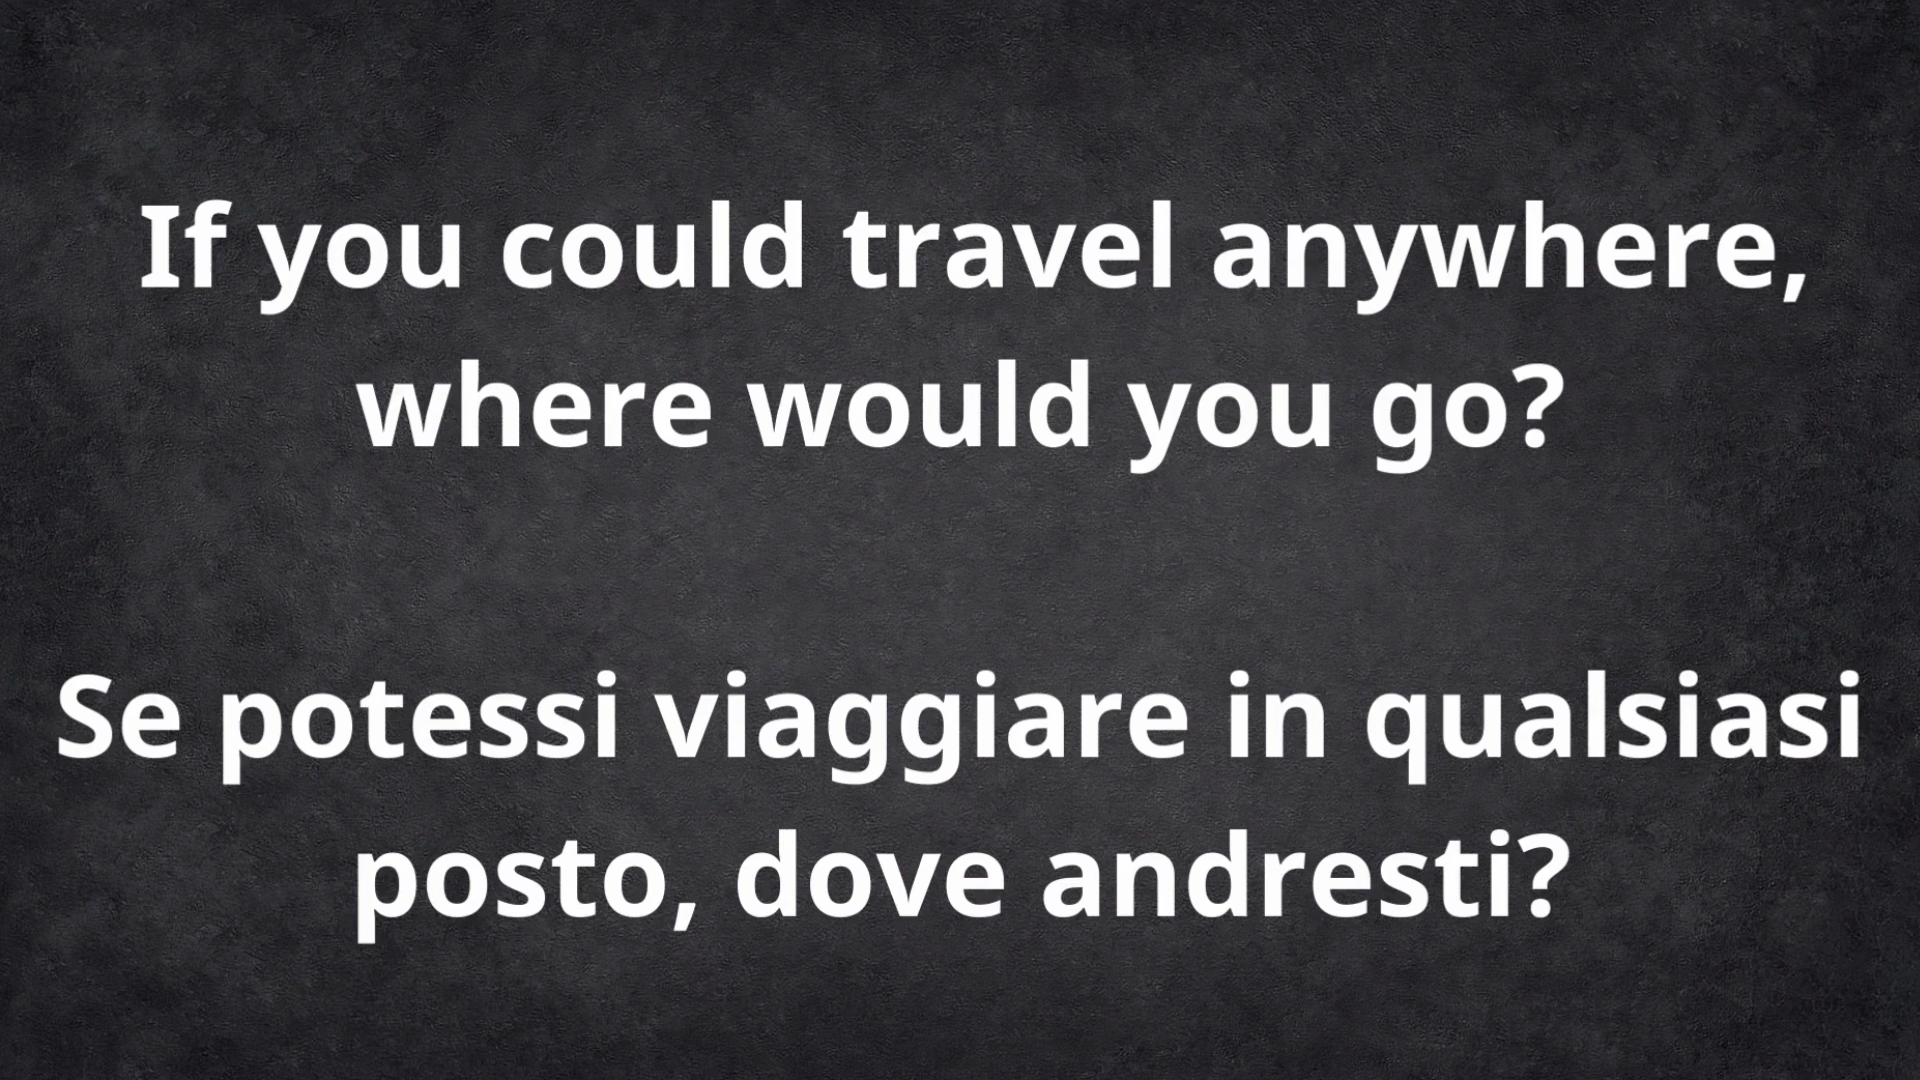 If you could travel anywhere,
where would you go?
Se potessi viaggiare in qualsiasi
posto, dove andresti?